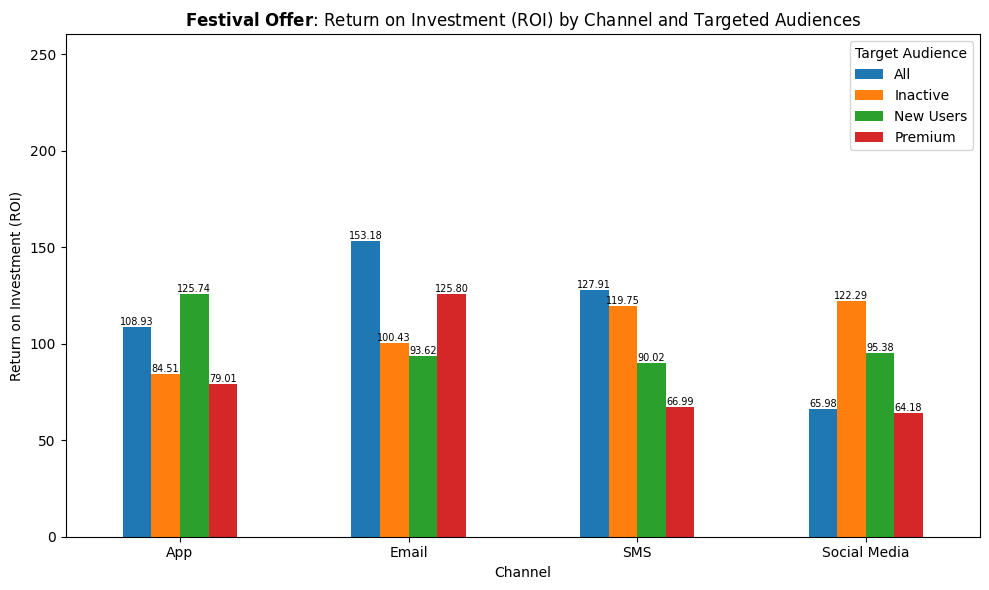 Festival Offer: Return on Investment (ROI) by Channel and Targeted Audiences
Return on Investment (ROI)
250
200
150
100
50
0
Target Audience
All
Inactive
New Users
Premium
108.93
84.51
125.74
79.01
153.18
100.43
93.62
125.80
127.91
119.75
90.02
66.99
65.98
122.29
95.38
64.18
App
Email
SMS
Social Media
Channel